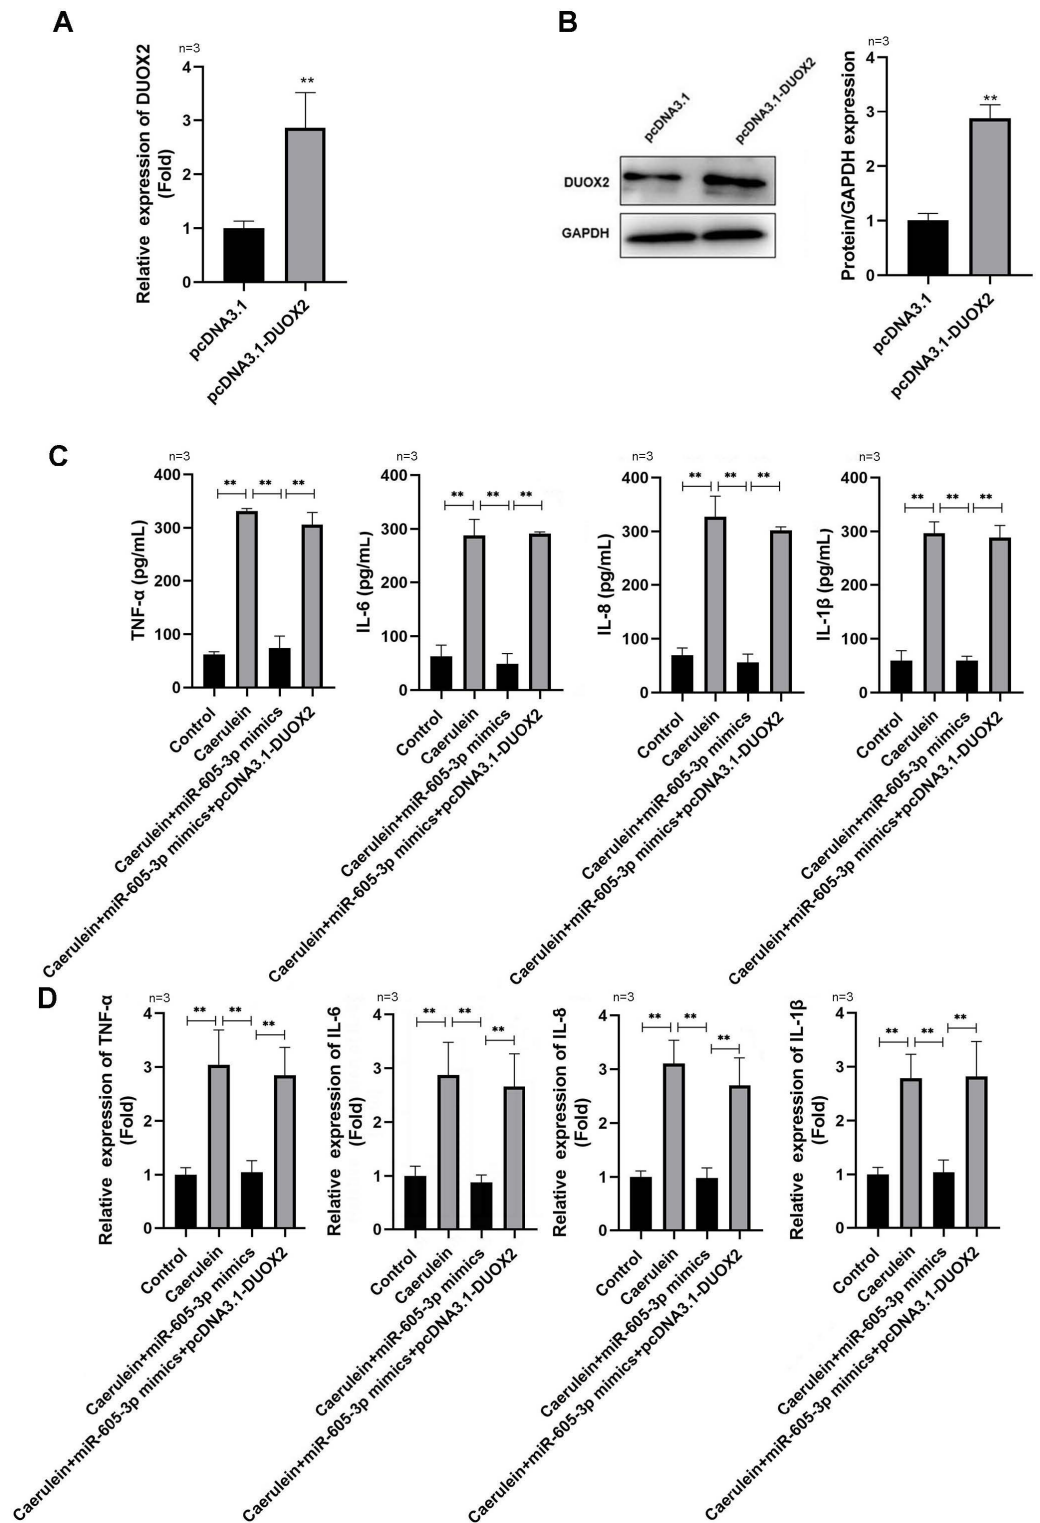 A
n=3
Relative expression of DUOX2
(Fold)
4
3
2
1
0
**
pcDNA3.1
pcDNA3.1-DUOX2
B
pcDNA3.1
pcDNA3.1-DUOX2
DUOX2
GAPDH
n=3
Protein/GAPDH expression
4
3
2
1
0
**
pcDNA3.1
pcDNA3.1-DUOX2
C
n=3
TNF-α (pg/mL)
400
300
200
100
0
** ** **
Control
Caerulein
Caerulein+miR-605-3p mimics
Caerulein+miR-605-3p mimics+pcDNA3.1-DUOX2
n=3
IL-6 (pg/mL)
400
300
200
100
0
** ** **
Control
Caerulein
Caerulein+miR-605-3p mimics
Caerulein+miR-605-3p mimics+pcDNA3.1-DUOX2
n=3
IL-8 (pg/mL)
400
300
200
100
0
** ** **
Control
Caerulein
Caerulein+miR-605-3p mimics
Caerulein+miR-605-3p mimics+pcDNA3.1-DUOX2
n=3
IL-1β (pg/mL)
400
300
200
100
0
** ** **
Control
Caerulein
Caerulein+miR-605-3p mimics
Caerulein+miR-605-3p mimics+pcDNA3.1-DUOX2
D
n=3
Relative expression of TNF-α
(Fold)
4
3
2
1
0
** ** **
Control
Caerulein
Caerulein+miR-605-3p mimics
Caerulein+miR-605-3p mimics+pcDNA3.1-DUOX2
n=3
Relative expression of IL-6
(Fold)
4
3
2
1
0
** ** **
Control
Caerulein
Caerulein+miR-605-3p mimics
Caerulein+miR-605-3p mimics+pcDNA3.1-DUOX2
n=3
Relative expression of IL-8
(Fold)
4
3
2
1
0
** ** **
Control
Caerulein
Caerulein+miR-605-3p mimics
Caerulein+miR-605-3p mimics+pcDNA3.1-DUOX2
n=3
Relative expression of IL-1β
(Fold)
4
3
2
1
0
** ** **
Control
Caerulein
Caerulein+miR-605-3p mimics
Caerulein+miR-605-3p mimics+pcDNA3.1-DUOX2